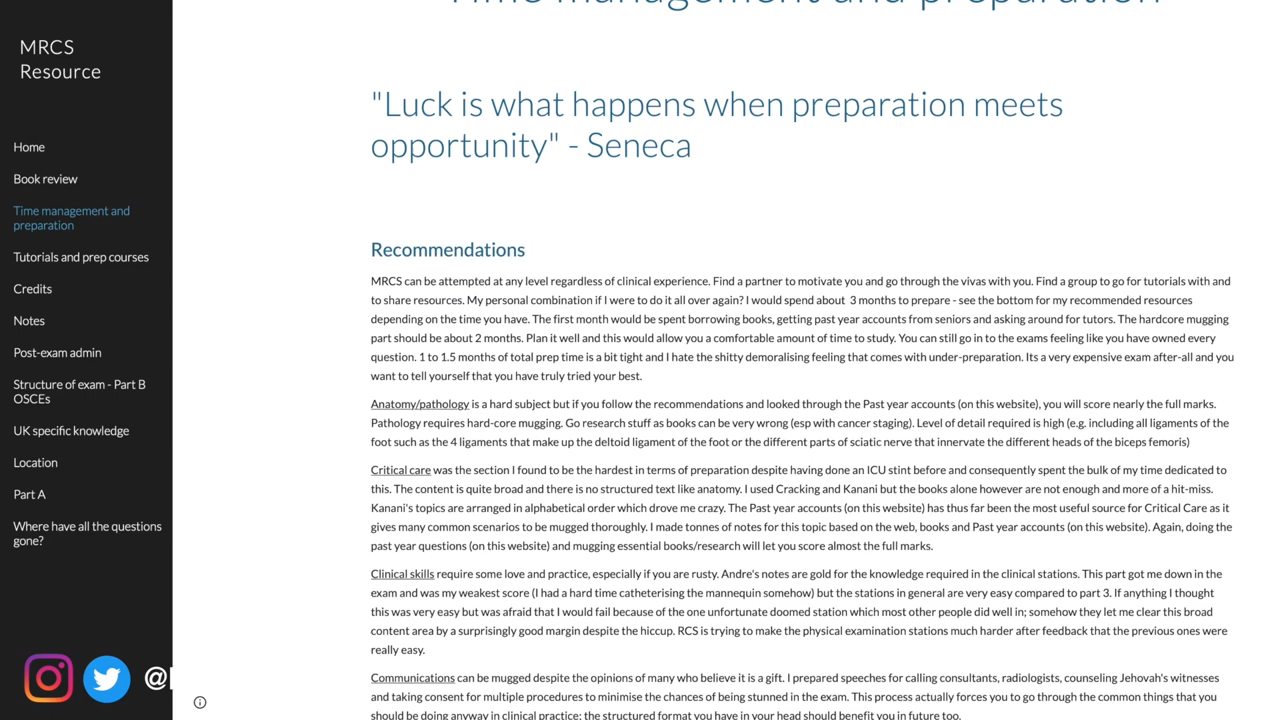 Time management and preparation
MRCS
Resource
Home
Book review
Time management and
preparation
Tutorials and prep courses
Credits
Notes
Post-exam admin
Structure of exam - Part B
OSCEs
UK specific knowledge
Location
Part A
Where have all the questions
gone?
@
"Luck is what happens when preparation meets
opportunity" - Seneca
Recommendations
MRCS can be attempted at any level regardless of clinical experience. Find a partner to motivate you and go through the vivas with you. Find a group to go for tutorials with and
to share resources. My personal combination if I were to do it all over again? I would spend about  3 months to prepare - see the bottom for my recommended resources
depending on the time you have. The first month would be spent borrowing books, getting past year accounts from seniors and asking around for tutors. The hardcore mugging
part should be about 2 months. Plan it well and this would allow you a comfortable amount of time to study. You can still go in to the exams feeling like you have owned every
question. 1 to 1.5 months of total prep time is a bit tight and I hate the shitty demoralising feeling that comes with under-preparation. Its a very expensive exam after-all and you
want to tell yourself that you have truly tried your best.
Anatomy/pathology is a hard subject but if you follow the recommendations and looked through the Past year accounts (on this website), you will score nearly the full marks.
Pathology requires hard-core mugging. Go research stuff as books can be very wrong (esp with cancer staging). Level of detail required is high (e.g. including all ligaments of the
foot such as the 4 ligaments that make up the deltoid ligament of the foot or the different parts of sciatic nerve that innervate the different heads of the biceps femoris)
Critical care was the section I found to be the hardest in terms of preparation despite having done an ICU stint before and consequently spent the bulk of my time dedicated to
this. The content is quite broad and there is no structured text like anatomy. I used Cracking and Kanani but the books alone however are not enough and more of a hit-miss.
Kanani's topics are arranged in alphabetical order which drove me crazy. The Past year accounts (on this website) has thus far been the most useful source for Critical Care as it
gives many common scenarios to be mugged thoroughly. I made tonnes of notes for this topic based on the web, books and Past year accounts (on this website). Again, doing the
past year questions (on this website) and mugging essential books/research will let you score almost the full marks.
Clinical skills require some love and practice, especially if you are rusty. Andre's notes are gold for the knowledge required in the clinical stations. This part got me down in the
exam and was my weakest score (I had a hard time catheterising the mannequin somehow) but the stations in general are very easy compared to part 3. If anything I thought
this was very easy but was afraid that I would fail because of the one unfortunate doomed station which most other people did well in; somehow they let me clear this broad
content area by a surprisingly good margin despite the hiccup. RCS is trying to make the physical examination stations much harder after feedback that the previous ones were
really easy.
Communications can be mugged despite the opinions of many who believe it is a gift. I prepared speeches for calling consultants, radiologists, counseling Jehovah's witnesses
and taking consent for multiple procedures to minimise the chances of being stunned in the exam. This process actually forces you to go through the common things that you
should be doing anyway in clinical practice; the structured format you have in your head should benefit you in future too.